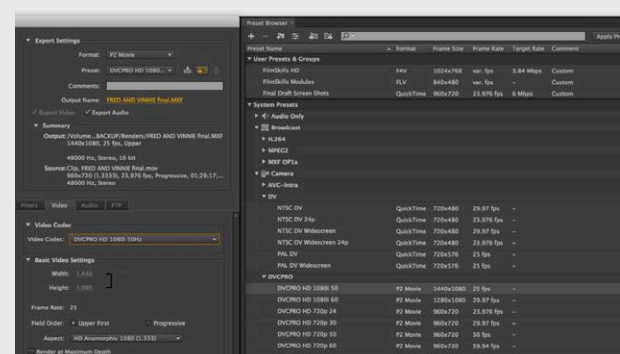 Export Settings
Format: P2 Movie
Preset: DVCPRO HD 1080...
Comments:
Output Name: FRED AND VINNIE final.MXF
Export Video Export Audio
Summary
Output: /Volume...BACKUP/Renders/FRED AND VINNIE final.MXF
1440x1080, 25 fps, Upper
48000 Hz, Stereo, 16 bit
Source: Clip, FRED AND VINNIE final.mov
960x720 (1.3333), 23.976 fps, Progressive, 01;29;17,...
48000 Hz, Stereo
Filters Video Audio FTP
Video Codec
Video Codec: DVCPRO HD 1080i 50Hz
Basic Video Settings
Width: 1,440
Height: 1,080
Frame Rate: 25
Field Order: Upper First Progressive
Aspect: HD Anamorphic 1080 (1.333)
Render at Maximum Depth
Preset Browser
Apply Pr
Preset Name Format Frame Size Frame Rate Target Rate Comment
User Presets & Groups
FilmSkills HD F4V 1024x768 var. fps 3.84 Mbps Custom
FilmSkills Modules FLV 840x480 var. fps – Custom
Final Draft Screen Shots QuickTime 960x720 23.976 fps 6 Mbps Custom
System Presets
Audio Only
Broadcast
H.264
MPEG2
MXF OP1a
Camera
AVC-Intra
DV
NTSC DV QuickTime 720x480 29.97 fps –
NTSC DV 24p QuickTime 720x480 23.976 fps –
NTSC DV Widescreen QuickTime 720x480 29.97 fps –
NTSC DV Widescreen 24p QuickTime 720x480 23.976 fps –
PAL DV QuickTime 720x576 25 fps –
PAL DV Widescreen QuickTime 720x576 25 fps –
DVCPRO
DVCPRO HD 1080i 50 P2 Movie 1440x1080 25 fps –
DVCPRO HD 1080i 60 P2 Movie 1280x1080 29.97 fps –
DVCPRO HD 720p 24 P2 Movie 960x720 23.976 fps –
DVCPRO HD 720p 30 P2 Movie 960x720 29.97 fps –
DVCPRO HD 720p 50 P2 Movie 960x720 50 fps –
DVCPRO HD 720p 60 P2 Movie 960x720 59.94 fps –